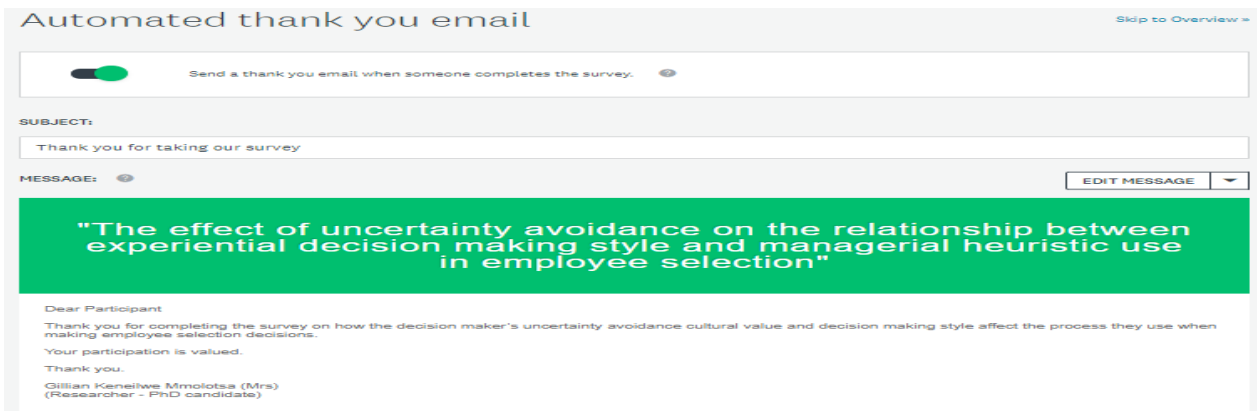 Automated thank you email
Skip to Overview »
Send a thank you email when someone completes the survey. ?
SUBJECT:
Thank you for taking our survey
MESSAGE: ?
EDIT MESSAGE
"The effect of uncertainty avoidance on the relationship between
experiential decision making style and managerial heuristic use
in employee selection"
Dear Participant
Thank you for completing the survey on how the decision maker's uncertainty avoidance cultural value and decision making style affect the process they use when
making employee selection decisions.
Your participation is valued.
Thank you.
Gillian Keneilwe Mmolotsa (Mrs)
(Researcher - PhD candidate)